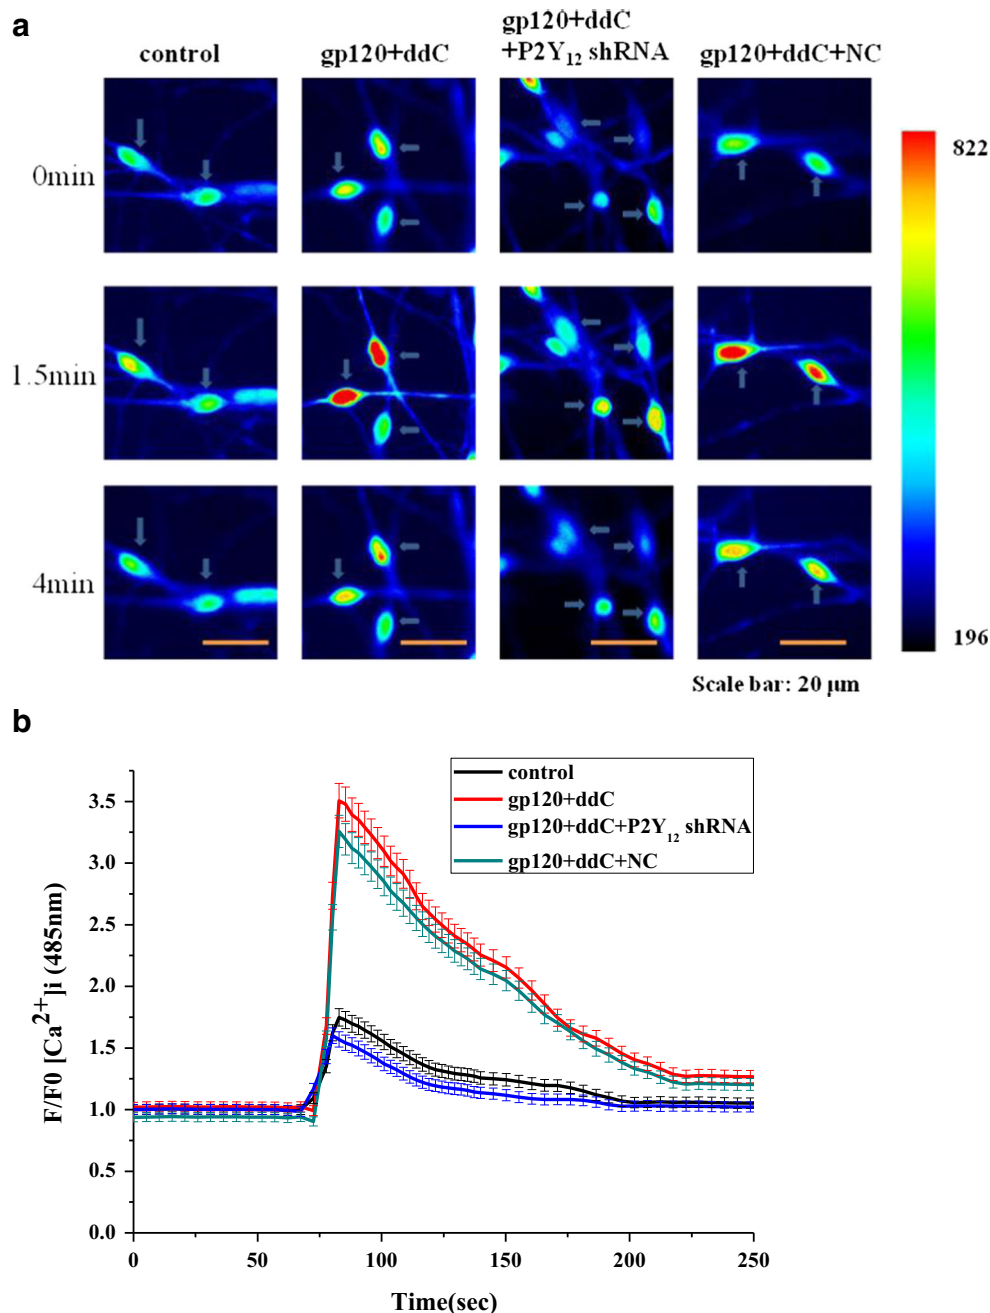 a
control
gp120+ddC
gp120+ddC
+P2Y₁₂ shRNA
gp120+ddC+NC
0min
1.5min
4min
822
196
Scale bar: 20 μm
b
control
gp120+ddC
gp120+ddC+P2Y₁₂ shRNA
gp120+ddC+NC
F/F0 [Ca²⁺]i (485nm)
3.5
3.0
2.5
2.0
1.5
1.0
0.5
0.0
0 50 100 150 200 250
Time(sec)